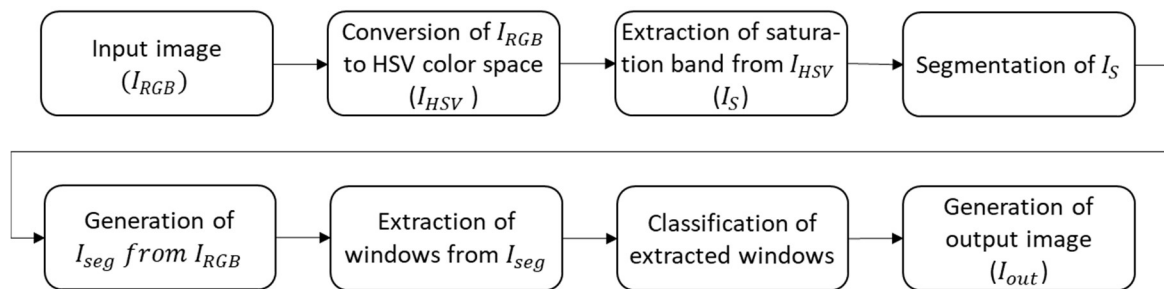 Input image
(I_RGB)
Conversion of I_RGB
to HSV color space
(I_HSV )
Extraction of satura-
tion band from I_HSV
(I_S)
Segmentation of I_S
Generation of
I_seg from I_RGB
Extraction of
windows from I_seg
Classification of
extracted windows
Generation of
output image
(I_out)